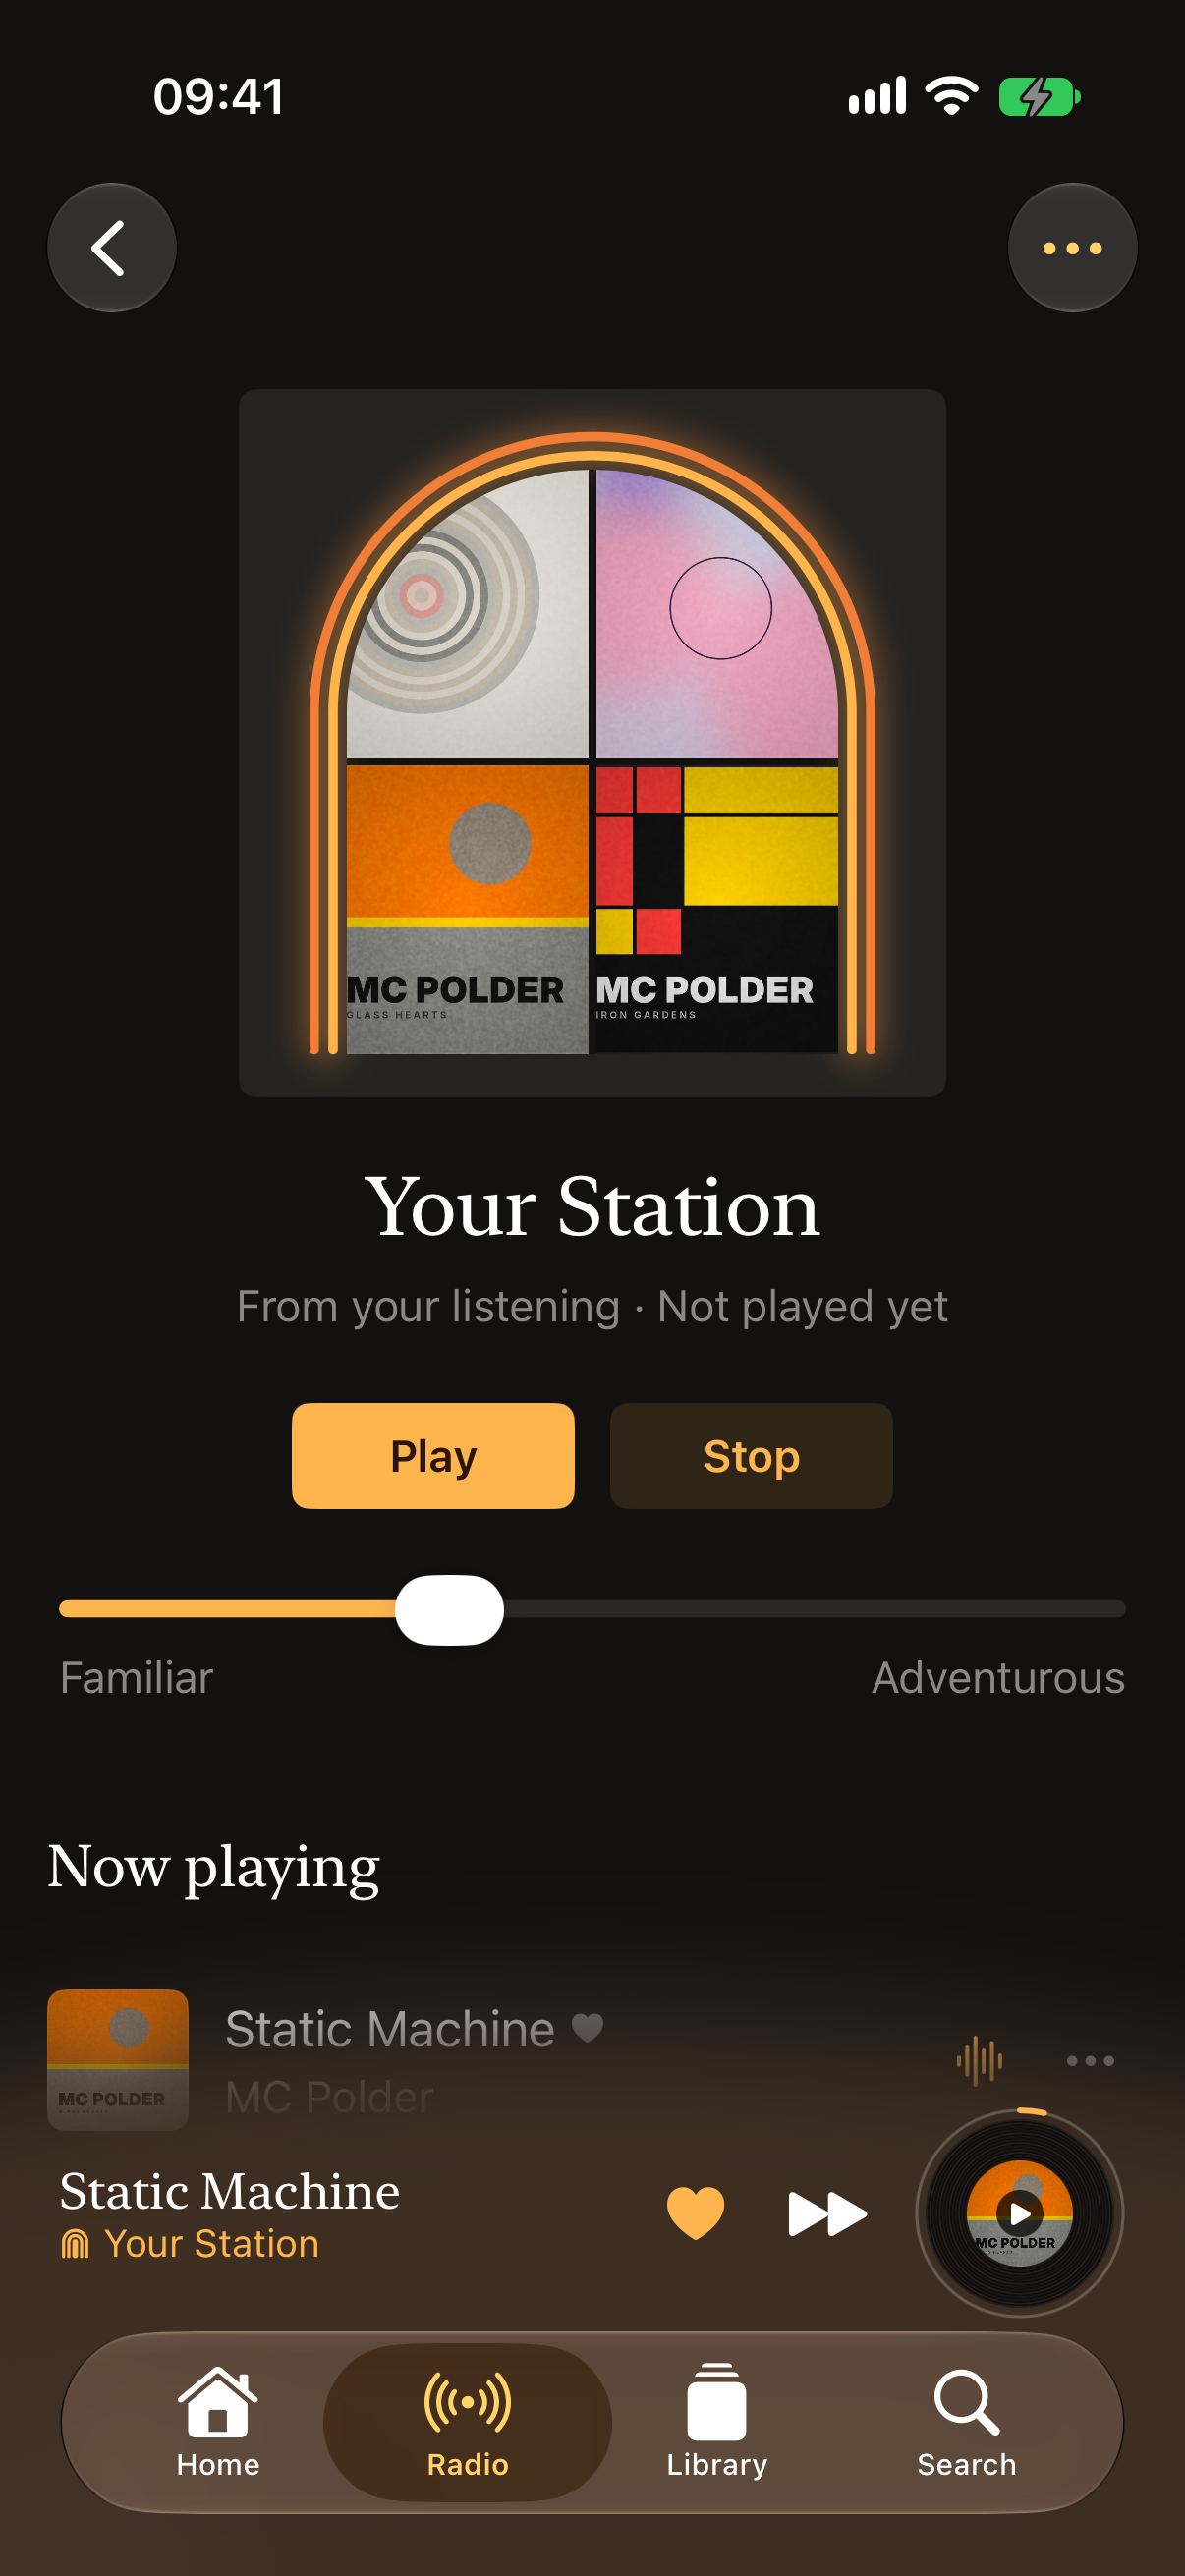 09:41
MC POLDER
GLASS HEARTS
MC POLDER
IRON GARDENS
Your Station
From your listening · Not played yet
Play
Stop
Familiar
Adventurous
Now playing
Static Machine
MC Polder
MC POLDER
Static Machine
Your Station
MC POLDER
Home
Radio
Library
Search